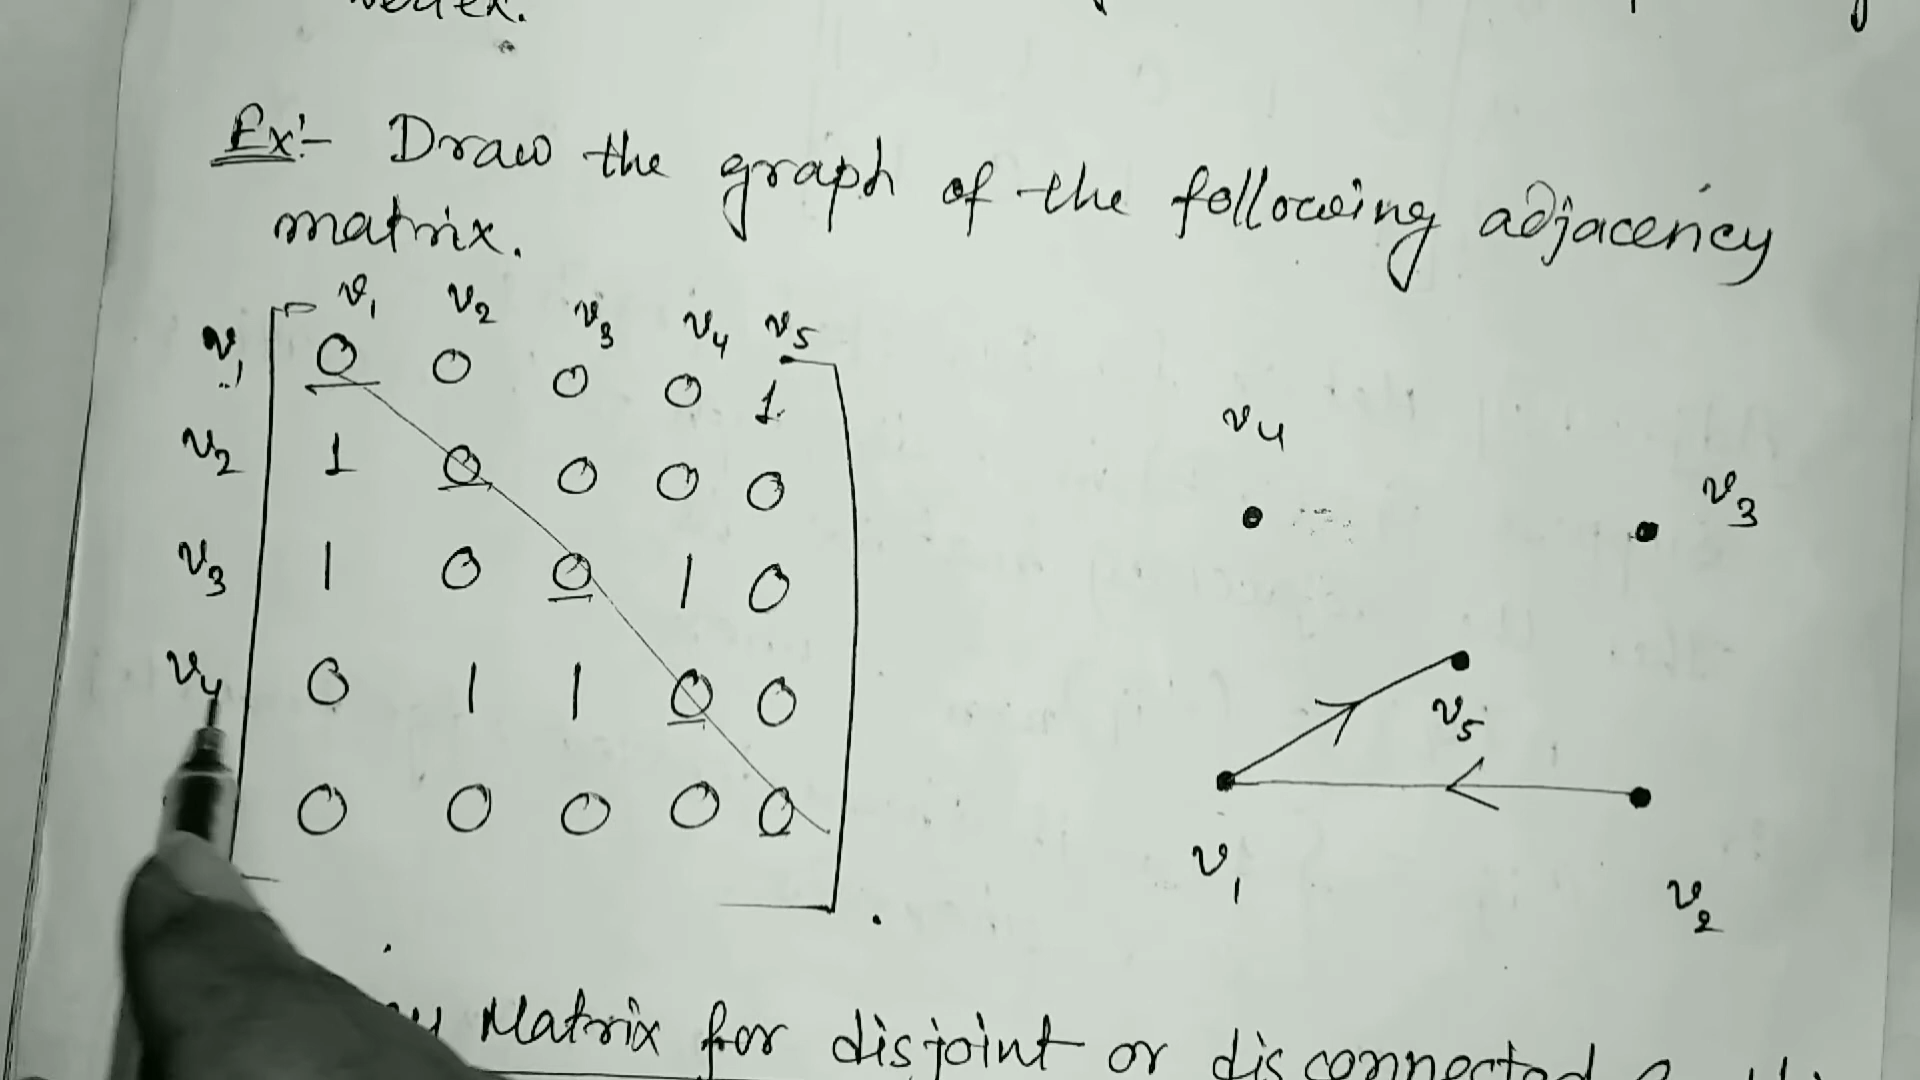 Ex:- Draw the graph of the following adjacency
matrix.
v1 v2 v3 v4 v5
v1 0 0 0 0 1
v2 1 0 0 0 0
v3 1 0 0 1 0
v4 0 1 1 0 0
0 0 0 0 0
v4
v3
v5
v1
v2
Matrix for disjoint or disconnected